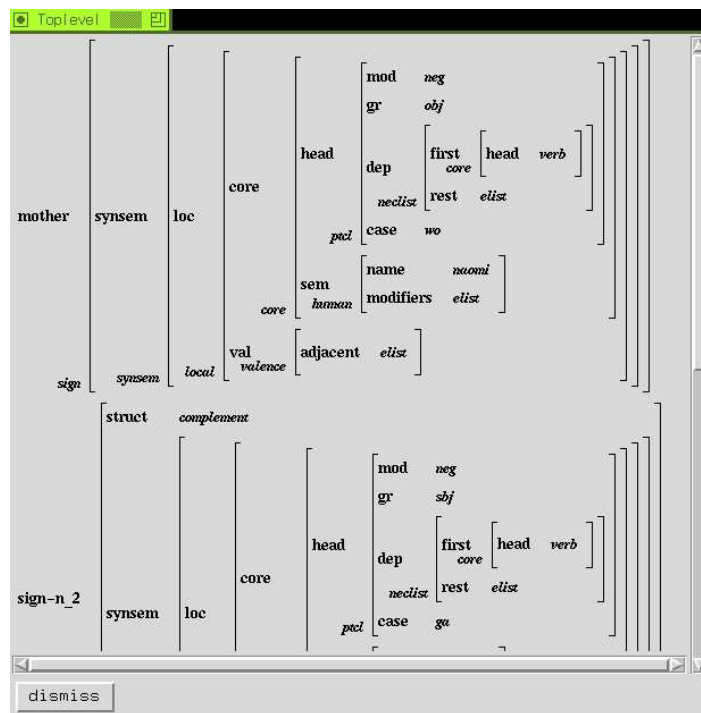 Toplevel
mod neg
gr obj
head
first head verb
core
dep
core
rest elist
neclist
mother synsem loc
case wo
ptcl
name naomi
sem
human modifiers elist
core
val
valence adjacent elist
local
synsem
sign
struct complement
mod neg
gr sbj
head
first head verb
core
dep
core
rest elist
neclist
sign-n_2
synsem loc
case ga
ptcl
dismiss